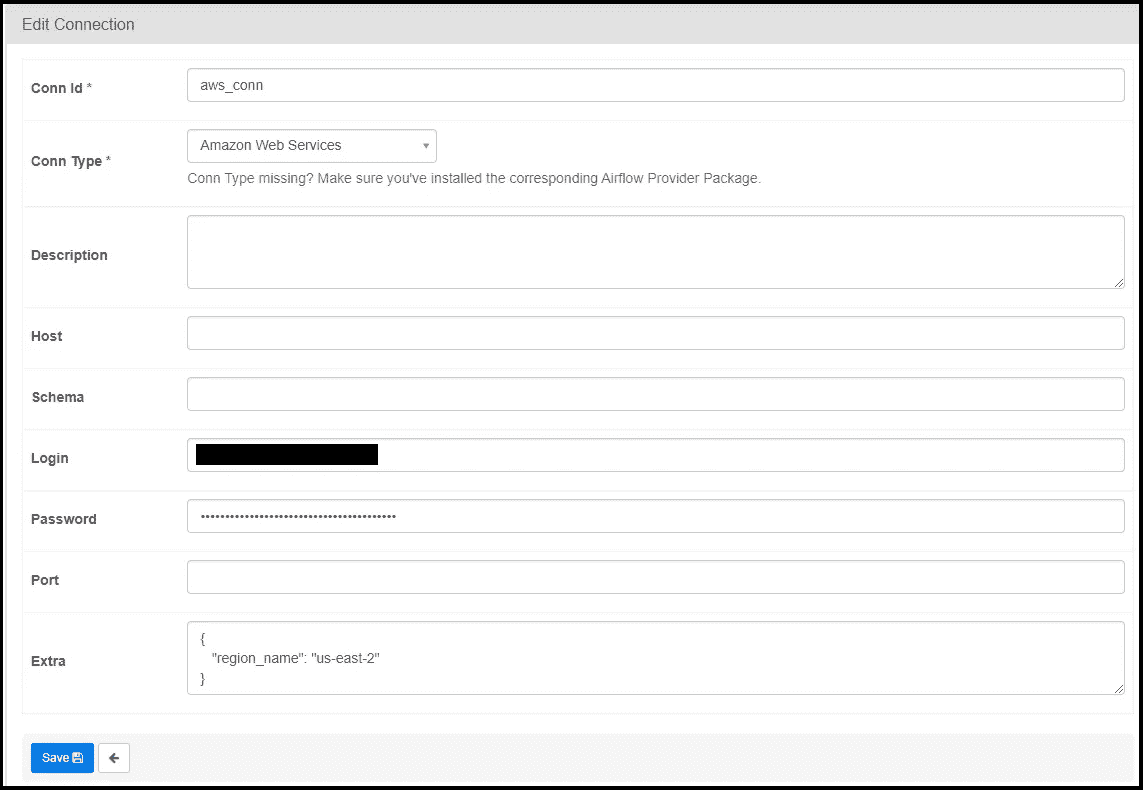 Edit Connection
Conn Id *
aws_conn
Conn Type *
Amazon Web Services
Conn Type missing? Make sure you've installed the corresponding Airflow Provider Package.
Description
Host
Schema
Login
Password
••••••••••••••••••••••••••••••••••••••••
Port
Extra
{
"region_name": "us-east-2"
}
Save